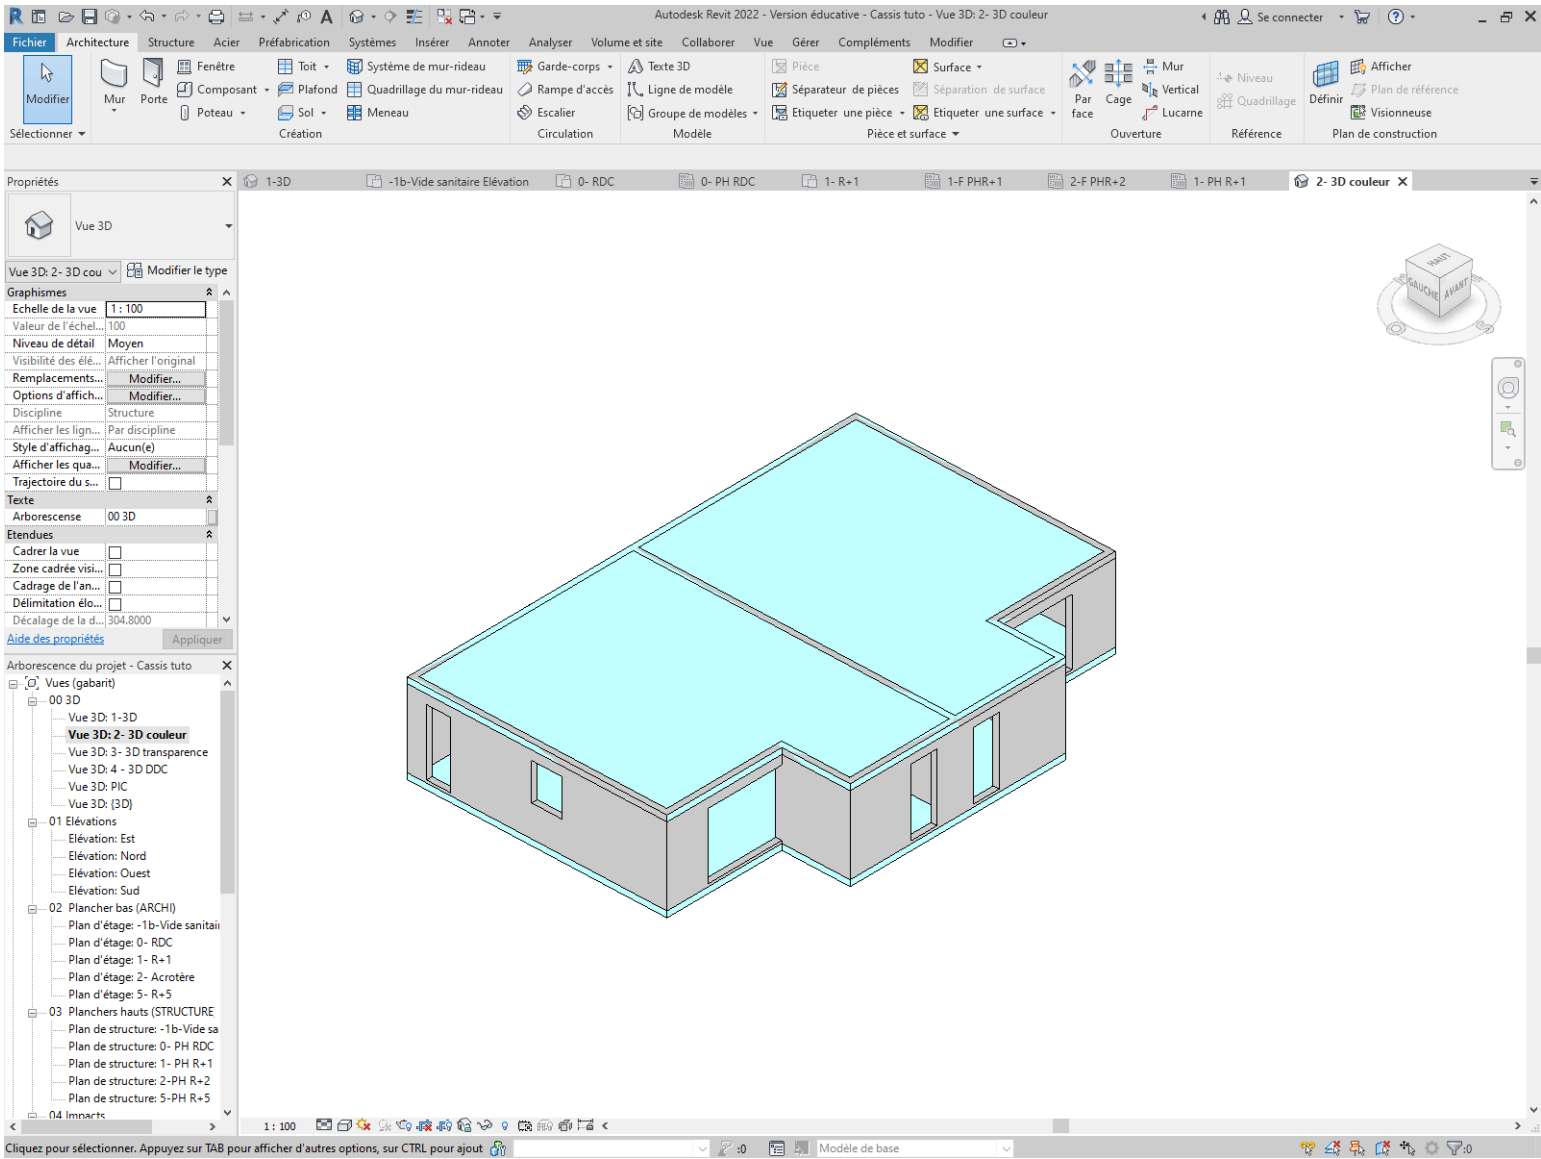 Autodesk Revit 2022 - Version éducative - Cassis tuto - Vue 3D: 2- 3D couleur
Se connecter
Fichier Architecture Structure Acier Préfabrication Systèmes Insérer Annoter Analyser Volume et site Collaborer Vue Gérer Compléments Modifier
Modifier
Mur
Porte
Fenêtre
Composant
Poteau
Toit
Plafond
Sol
Système de mur-rideau
Quadrillage du mur-rideau
Meneau
Garde-corps
Rampe d'accès
Escalier
Texte 3D
Ligne de modèle
Groupe de modèles
Pièce
Séparateur de pièces
Etiqueter une pièce
Surface
Séparation de surface
Etiqueter une surface
Par face
Cage
Mur
Vertical
Lucarne
Niveau
Quadrillage
Définir
Afficher
Plan de référence
Visionneuse
Sélectionner Création Circulation Modèle Pièce et surface Ouverture Référence Plan de construction
Propriétés
1-3D -1b-Vide sanitaire Elévation 0- RDC 0- PH RDC 1- R+1 1-F PHR+1 2-F PHR+2 1- PH R+1 2- 3D couleur
Vue 3D
Vue 3D: 2- 3D cou Modifier le type
Graphismes
Echelle de la vue 1 : 100
Valeur de l'échel... 100
Niveau de détail Moyen
Visibilité des élé... Afficher l'original
Remplacements... Modifier...
Options d'affich... Modifier...
Discipline Structure
Afficher les lign... Par discipline
Style d'affichag... Aucun(e)
Afficher les qua... Modifier...
Trajectoire du s...
Texte
Arborescense 00 3D
Etendues
Cadrer la vue
Zone cadrée visi...
Cadrage de l'an...
Délimitation élo...
Décalage de la d... 304.8000
Aide des propriétés Appliquer
Arborescence du projet - Cassis tuto
Vues (gabarit)
00 3D
Vue 3D: 1-3D
Vue 3D: 2- 3D couleur
Vue 3D: 3- 3D transparence
Vue 3D: 4 - 3D DDC
Vue 3D: PIC
Vue 3D: {3D}
01 Elévations
Elévation: Est
Elévation: Nord
Elévation: Ouest
Elévation: Sud
02 Plancher bas (ARCHI)
Plan d'étage: -1b-Vide sanitai
Plan d'étage: 0- RDC
Plan d'étage: 1- R+1
Plan d'étage: 2- Acrotère
Plan d'étage: 5- R+5
03 Planchers hauts (STRUCTURE
Plan de structure: -1b-Vide sa
Plan de structure: 0- PH RDC
Plan de structure: 1- PH R+1
Plan de structure: 2-PH R+2
Plan de structure: 5-PH R+5
04 Impacts
HAUT
GAUCHE AVANT
1 : 100
Cliquez pour sélectionner. Appuyez sur TAB pour afficher d'autres options, sur CTRL pour ajout :0 Modèle de base :0